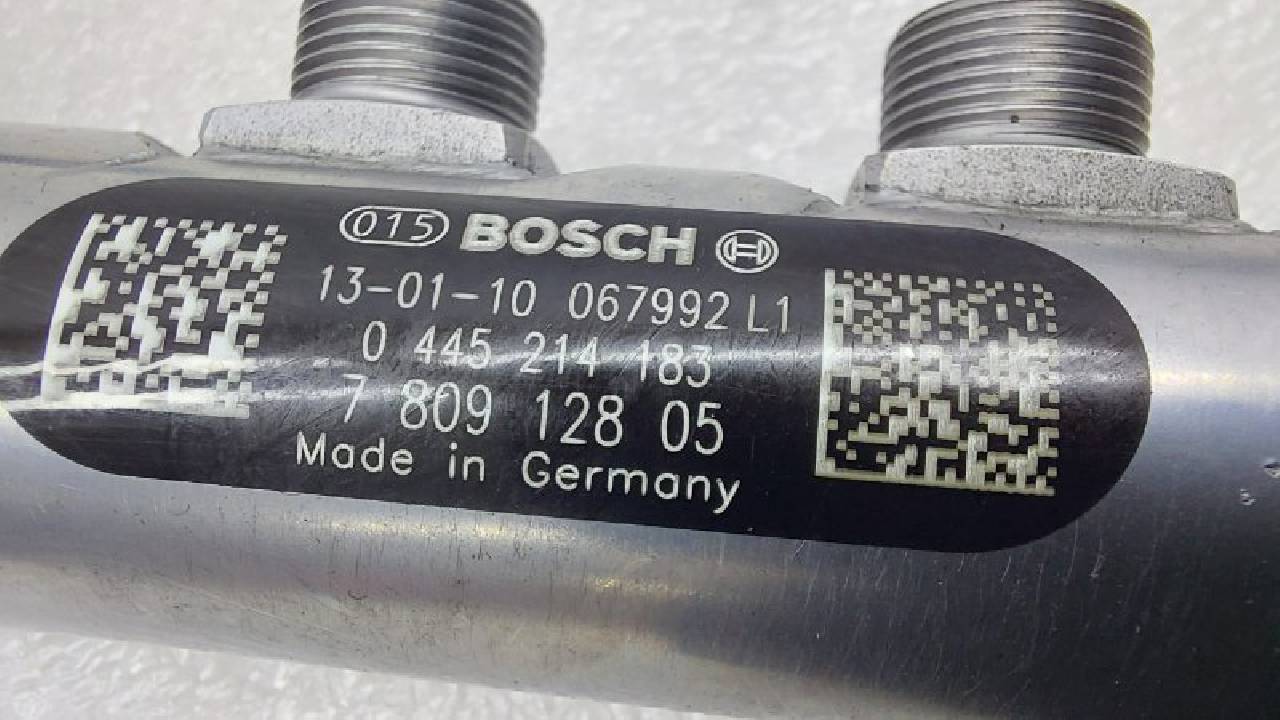 015 BOSCH
13-01-10 067992 L1
0 445 214 183
7 809 128 05
Made in Germany